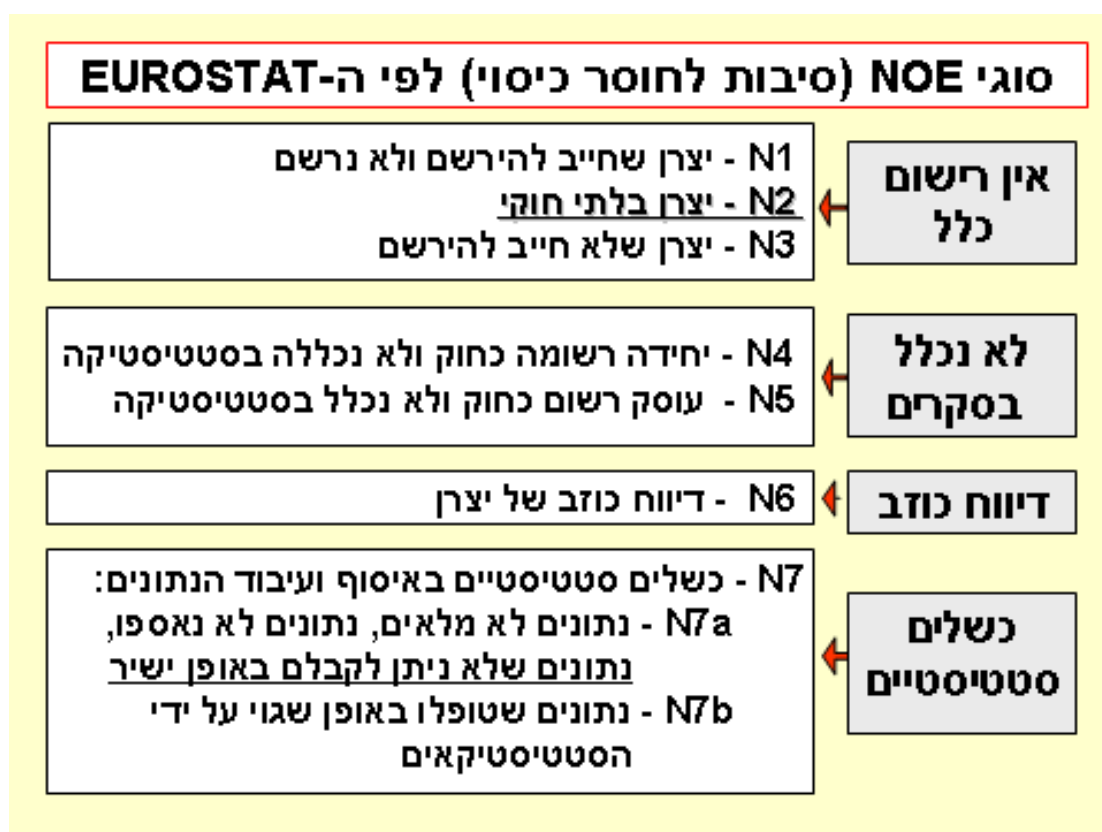 סוגי NOE (סיבות לחוסר כיסוי) לפי ה-EUROSTAT
אין רישום
כלל
N1 - יצרן שחייב להירשם ולא נרשם
N2 - יצרן בלתי חוקי
N3 - יצרן שלא חייב להירשם
לא נכלל
בסקרים
N4 - יחידה רשומה כחוק ולא נכללה בסטטיסטיקה
N5 - עוסק רשום כחוק ולא נכלל בסטטיסטיקה
דיווח כוזב
N6 - דיווח כוזב של יצרן
כשלים
סטטיסטיים
N7 - כשלים סטטיסטיים באיסוף ועיבוד הנתונים:
N7a - נתונים לא מלאים, נתונים לא נאספו,
נתונים שלא ניתן לקבלם באופן ישיר
N7b - נתונים שטופלו באופן שגוי על ידי
הסטטיסטיקאים